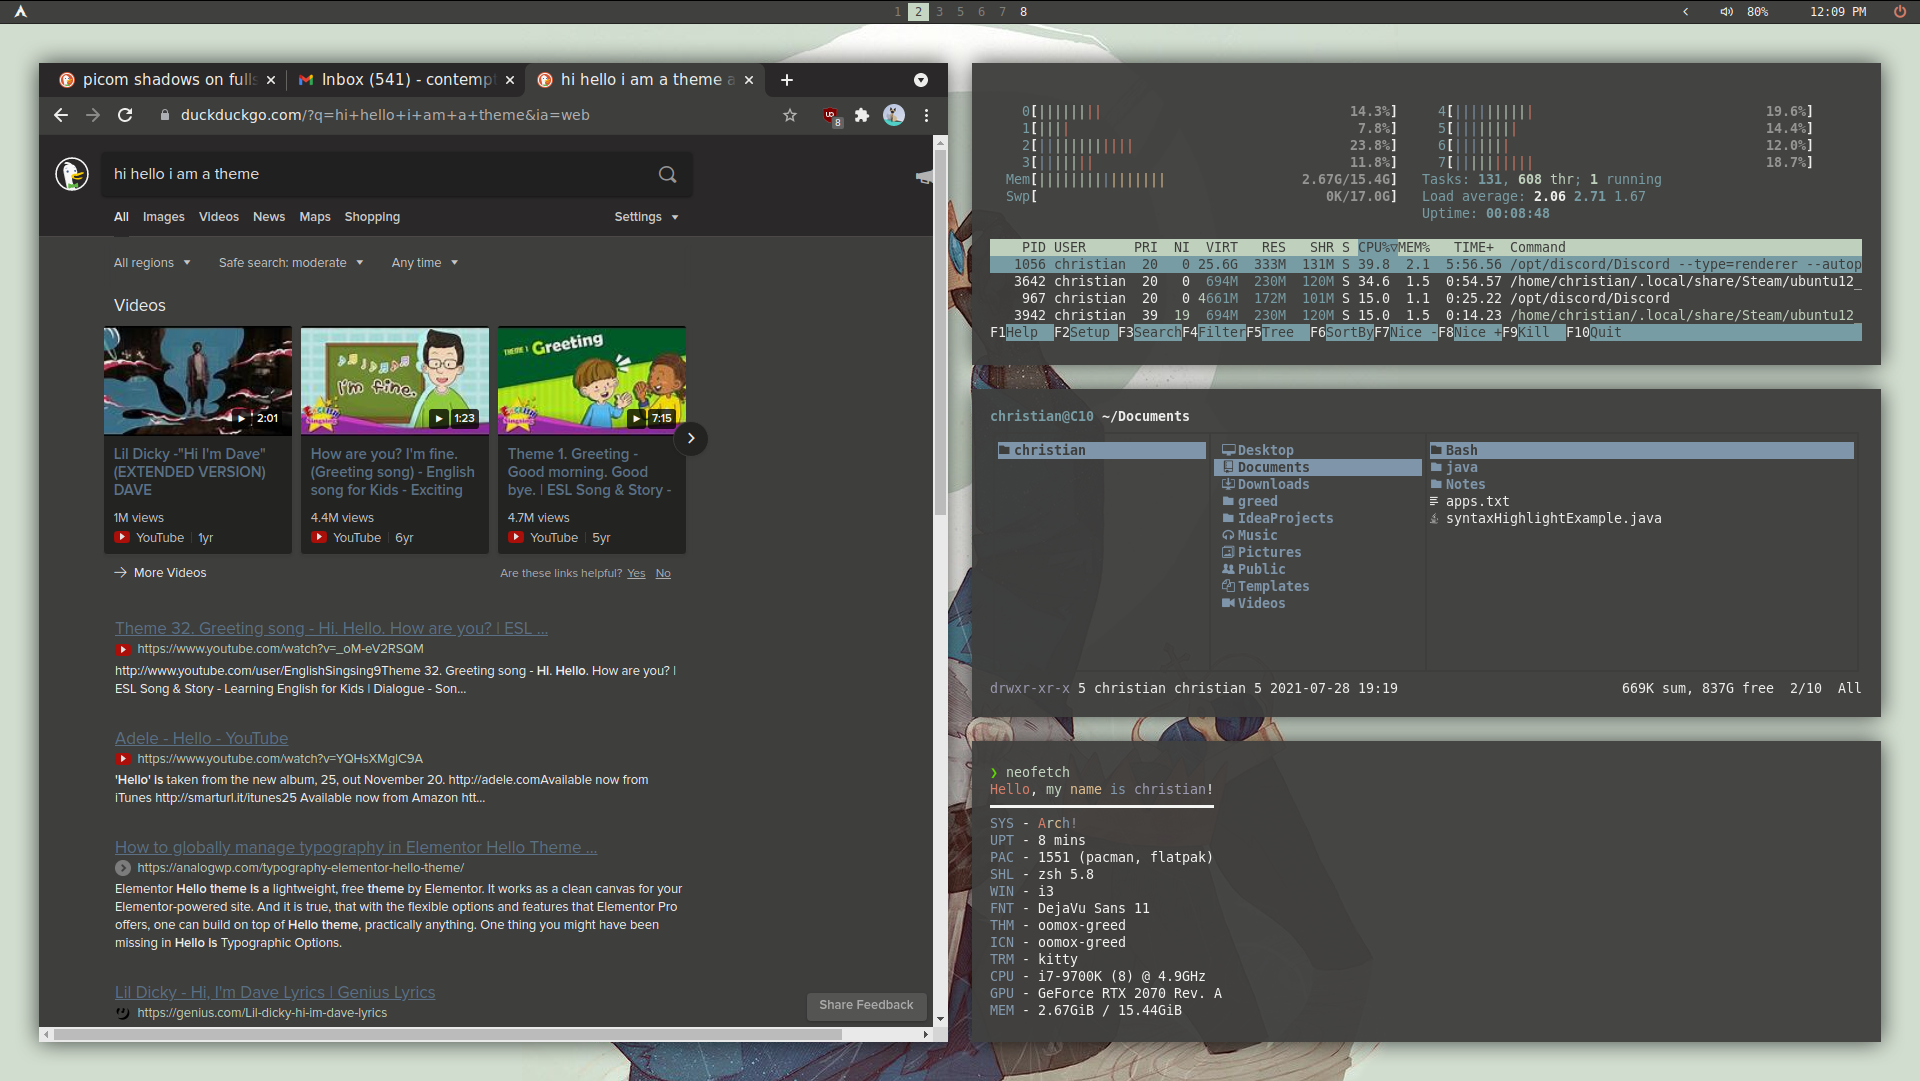 1 2 3 5 6 7 8
80% 12:09 PM
picom shadows on fulls
Inbox (541) - contempt
hi hello i am a theme a
duckduckgo.com/?q=hi+hello+i+am+a+theme&ia=web
8
hi hello i am a theme
All Images Videos News Maps Shopping Settings
All regions Safe search: moderate Any time
Videos
THEME 1. Greeting
I'm fine.
2:01
1:23
7:15
Lil Dicky -"Hi I'm Dave"
(EXTENDED VERSION)
DAVE
1M views
YouTube | 1yr
How are you? I'm fine.
(Greeting song) - English
song for Kids - Exciting
4.4M views
YouTube | 6yr
Theme 1. Greeting -
Good morning. Good
bye. | ESL Song & Story -
4.7M views
YouTube | 5yr
More Videos
Are these links helpful? Yes No
Theme 32. Greeting song - Hi. Hello. How are you? | ESL ...
https://www.youtube.com/watch?v=_oM-eV2RSQM
http://www.youtube.com/user/EnglishSingsing9Theme 32. Greeting song - Hi. Hello. How are you? |
ESL Song & Story - Learning English for Kids | Dialogue - Son...
Adele - Hello - YouTube
https://www.youtube.com/watch?v=YQHsXMglC9A
'Hello' is taken from the new album, 25, out November 20. http://adele.comAvailable now from
iTunes http://smarturl.it/itunes25 Available now from Amazon htt...
How to globally manage typography in Elementor Hello Theme ...
https://analogwp.com/typography-elementor-hello-theme/
Elementor Hello theme is a lightweight, free theme by Elementor. It works as a clean canvas for your
Elementor-powered site. And it is true, that with the flexible options and features that Elementor Pro
offers, one can build on top of Hello theme, practically anything. One thing you might have been
missing in Hello is Typographic Options.
Lil Dicky - Hi, I'm Dave Lyrics | Genius Lyrics
https://genius.com/Lil-dicky-hi-im-dave-lyrics
Share Feedback
0[|||||||| 14.3%] 4[|||||||||| 19.6%]
1[|||| 7.8%] 5[|||||||| 14.4%]
2[|||||||||||| 23.8%] 6[||||||| 12.0%]
3[||||||| 11.8%] 7[|||||||||| 18.7%]
Mem[|||||||||||||||| 2.67G/15.4G] Tasks: 131, 608 thr; 1 running
Swp[ 0K/17.0G] Load average: 2.06 2.71 1.67
Uptime: 00:08:48
PID USER PRI NI VIRT RES SHR S CPU%▽MEM% TIME+ Command
1056 christian 20 0 25.6G 333M 131M S 39.8 2.1 5:56.56 /opt/discord/Discord --type=renderer --autop
3642 christian 20 0 694M 230M 120M S 34.6 1.5 0:54.57 /home/christian/.local/share/Steam/ubuntu12_
967 christian 20 0 4661M 172M 101M S 15.0 1.1 0:25.22 /opt/discord/Discord
3942 christian 39 19 694M 230M 120M S 15.0 1.5 0:14.23 /home/christian/.local/share/Steam/ubuntu12_
F1Help F2Setup F3SearchF4FilterF5Tree F6SortByF7Nice -F8Nice +F9Kill F10Quit
christian@C10 ~/Documents
christian
Desktop
Documents
Downloads
greed
IdeaProjects
Music
Pictures
Public
Templates
Videos
Bash
java
Notes
apps.txt
syntaxHighlightExample.java
drwxr-xr-x 5 christian christian 5 2021-07-28 19:19 669K sum, 837G free 2/10 All
❯ neofetch
Hello, my name is christian!
SYS - Arch!
UPT - 8 mins
PAC - 1551 (pacman, flatpak)
SHL - zsh 5.8
WIN - i3
FNT - DejaVu Sans 11
THM - oomox-greed
ICN - oomox-greed
TRM - kitty
CPU - i7-9700K (8) @ 4.9GHz
GPU - GeForce RTX 2070 Rev. A
MEM - 2.67GiB / 15.44GiB